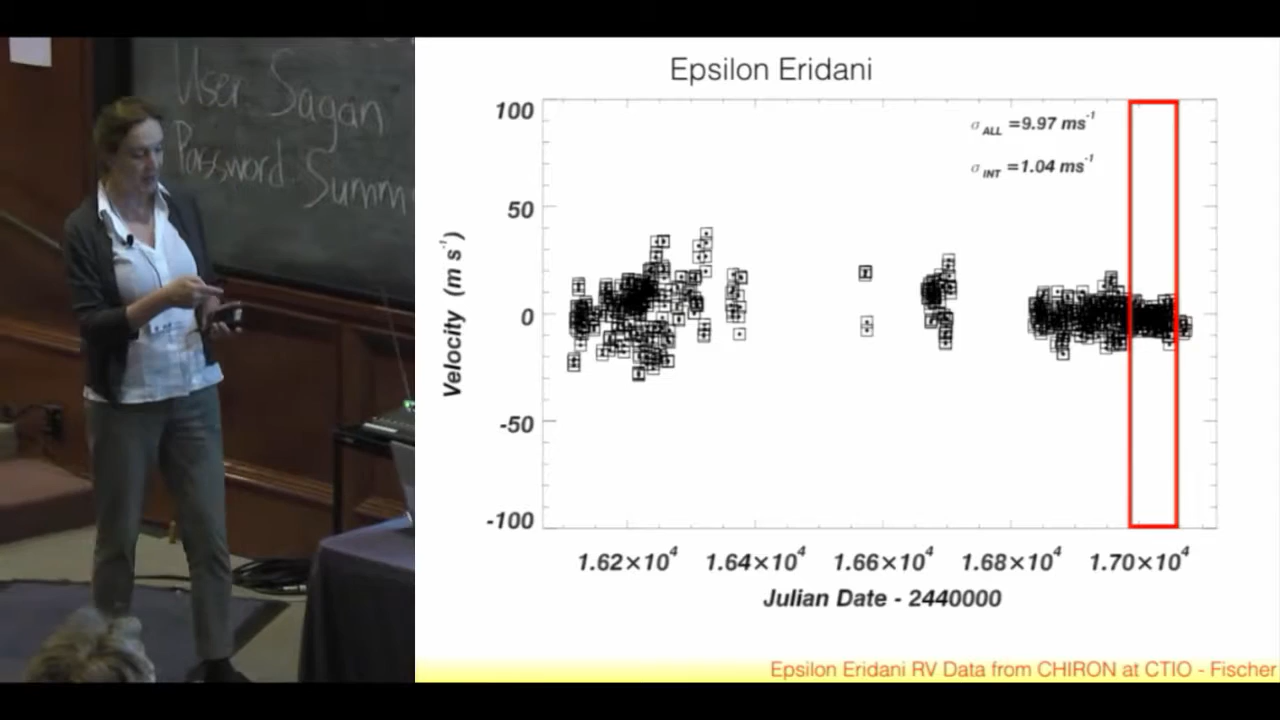 User Sagan
Password Summ
Epsilon Eridani
100
50
0
-50
-100
Velocity (m s⁻¹)
σ ALL =9.97 ms⁻¹
σ INT =1.04 ms⁻¹
1.62×10⁴ 1.64×10⁴ 1.66×10⁴ 1.68×10⁴ 1.70×10⁴
Julian Date - 2440000
Epsilon Eridani RV Data from CHIRON at CTIO - Fischer